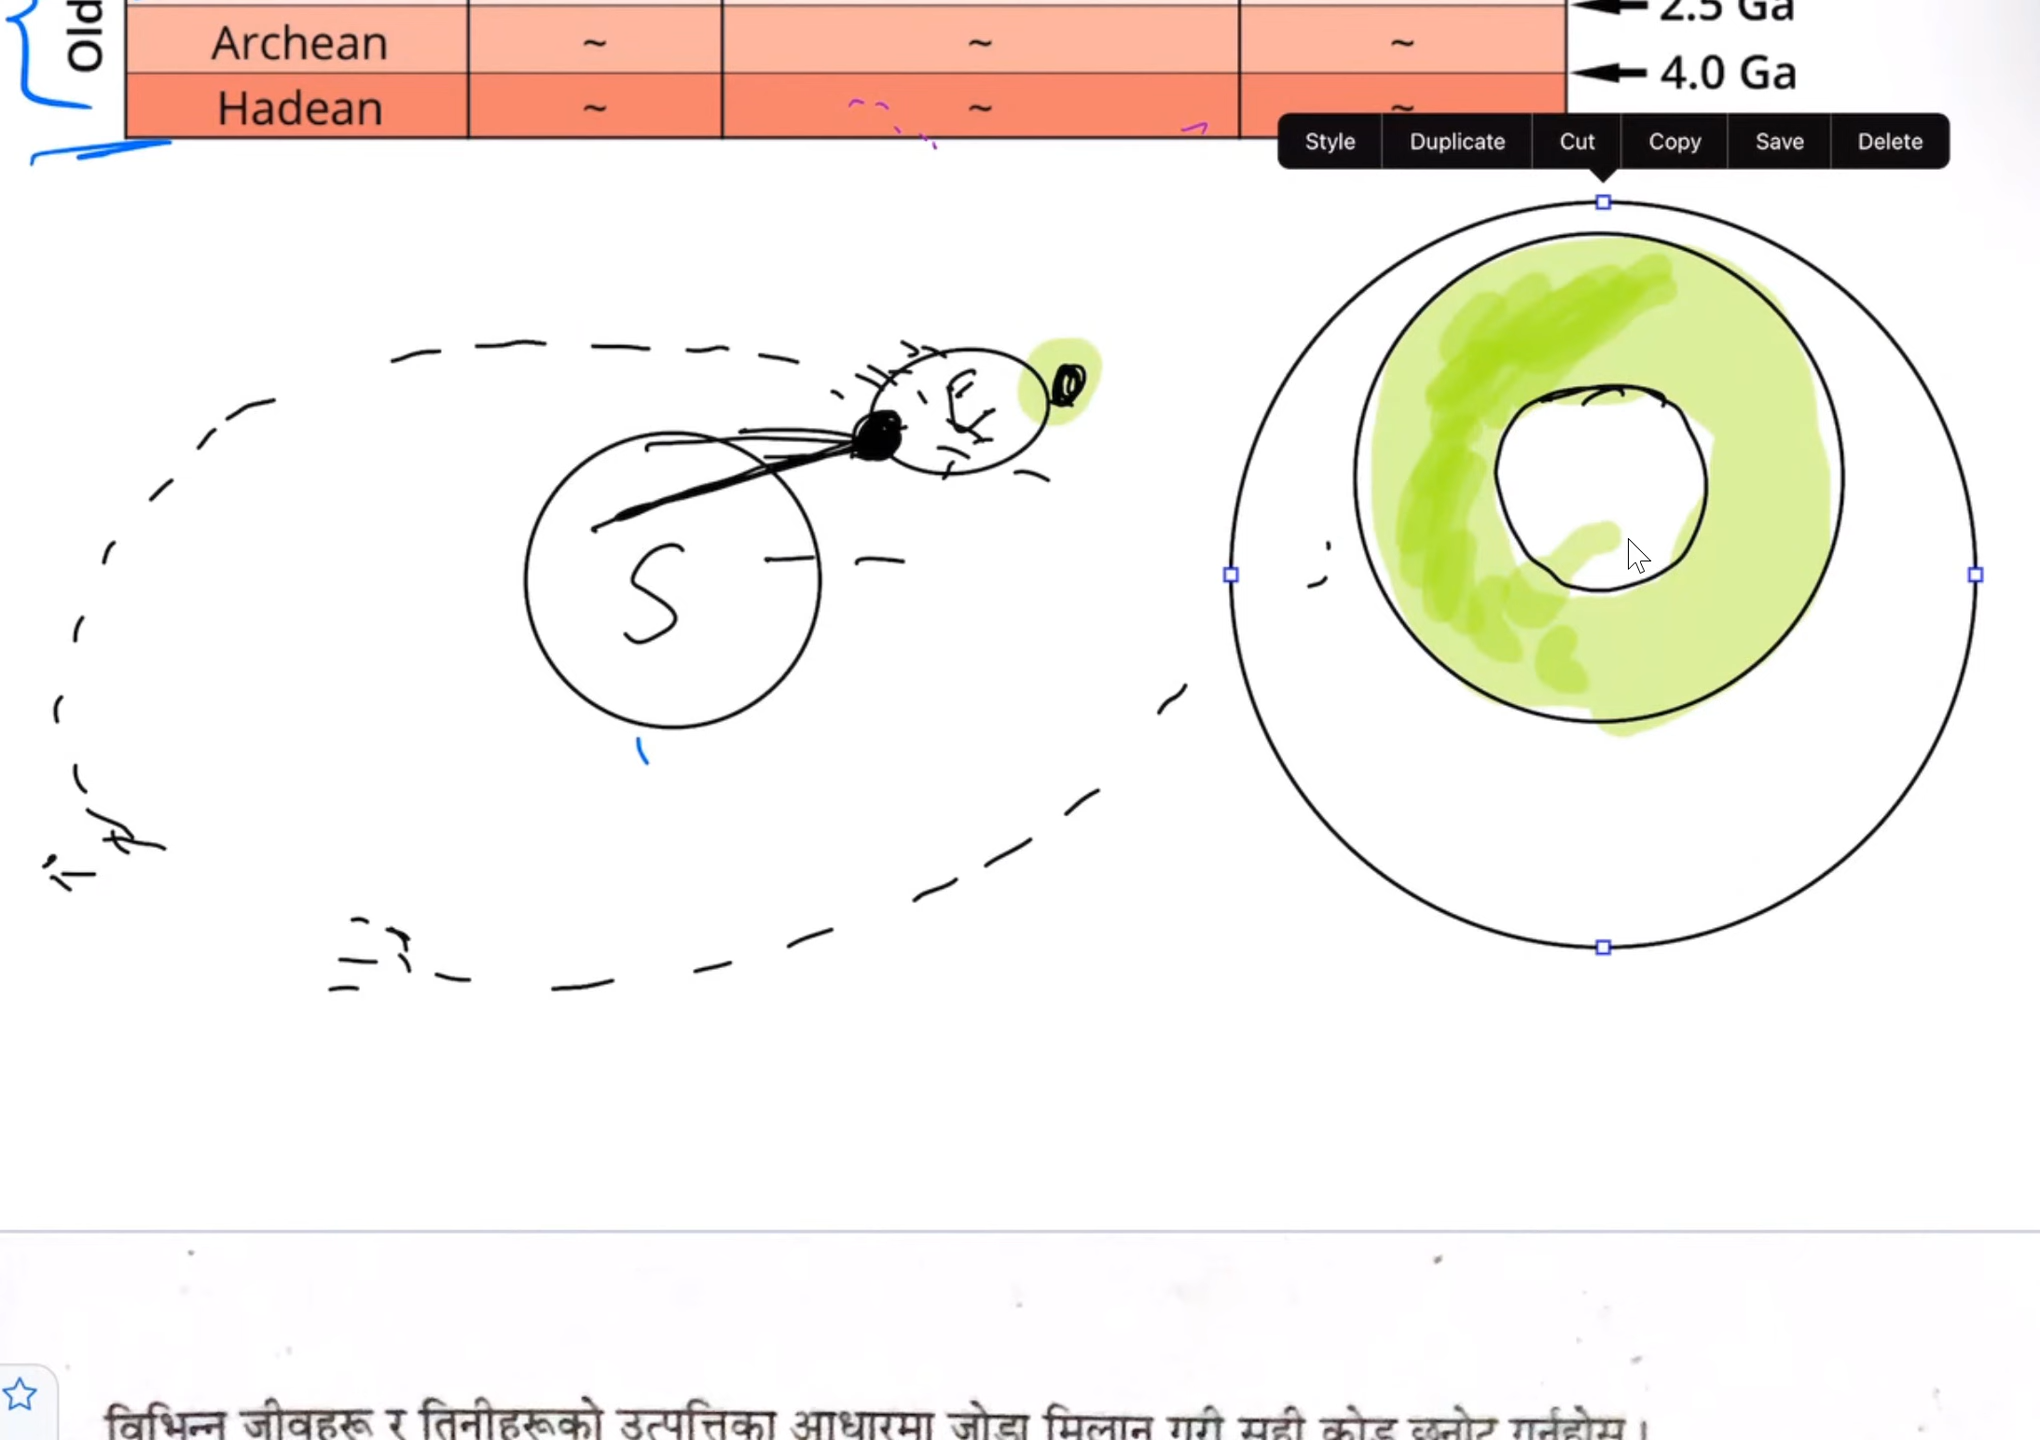 Old
2.5 Ga
Archean ~ ~ ~
4.0 Ga
Hadean ~ ~ ~
Style Duplicate Cut Copy Save Delete
E
S
विभिन्न जीवहरू र तिनीहरूको उत्पत्तिका आधारमा जोडा मिलान गरी सही कोड छनोट गर्नुहोस् ।